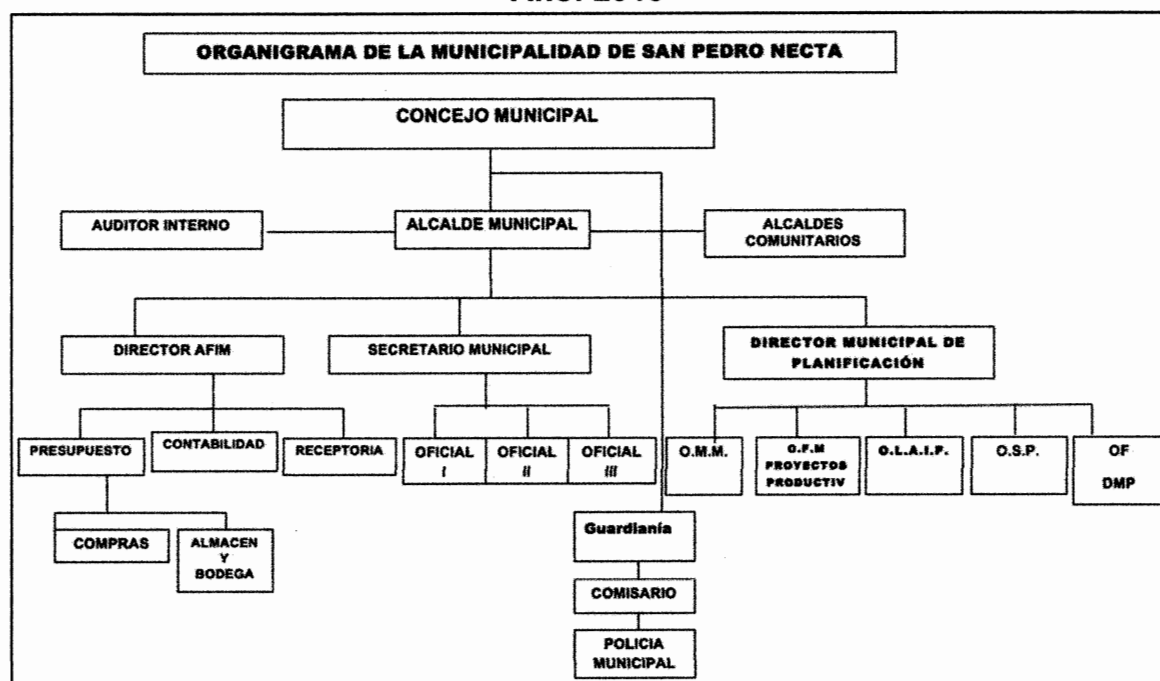 ORGANIGRAMA DE LA MUNICIPALIDAD DE SAN PEDRO NECTA
CONCEJO MUNICIPAL
AUDITOR INTERNO
ALCALDE MUNICIPAL
ALCALDES
COMUNITARIOS
DIRECTOR AFIM
SECRETARIO MUNICIPAL
DIRECTOR MUNICIPAL DE
PLANIFICACIÓN
PRESUPUESTO
CONTABILIDAD
RECEPTORIA
OFICIAL
I
OFICIAL
II
OFICIAL
III
O.M.M.
O.F.M
PROYECTOS
PRODUCTIV
O.L.A.I.P.
O.S.P.
OF
DMP
COMPRAS
ALMACEN
Y
BODEGA
Guardianía
COMISARIO
POLICIA
MUNICIPAL